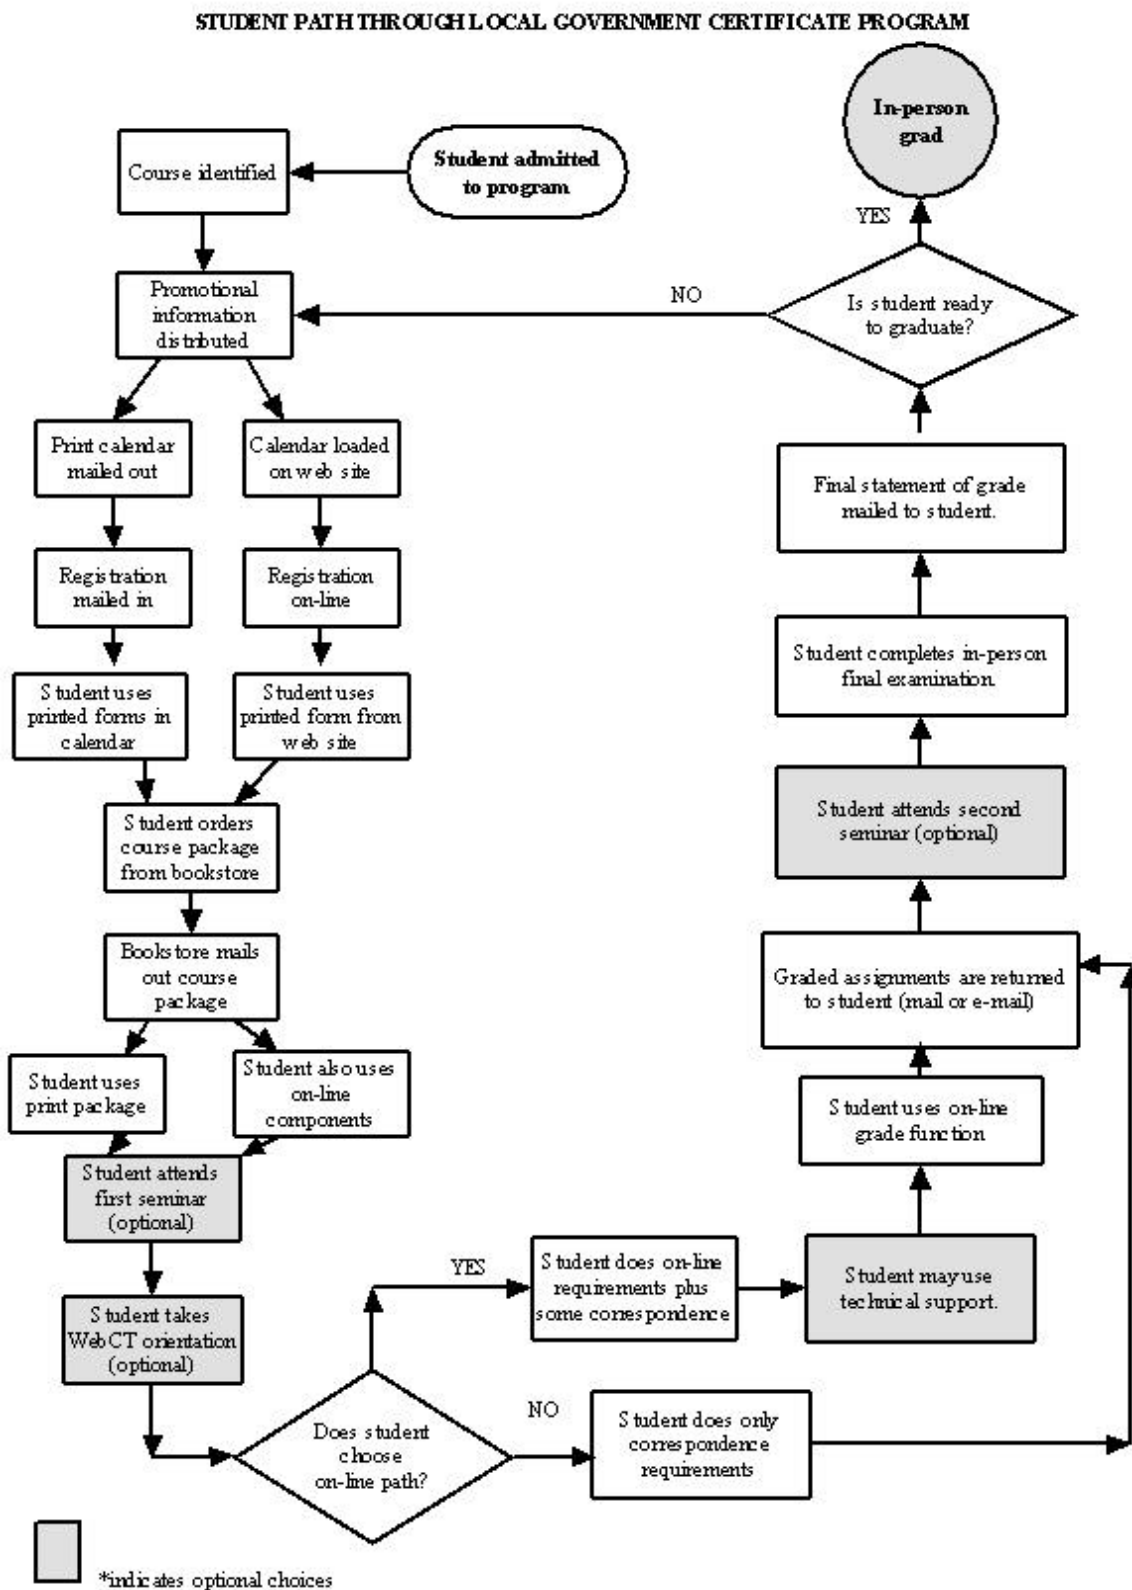 STUDENT PATH THROUGH LOCAL GOVERNMENT CERTIFICATE PROGRAM
In-person
grad
Course identified
Student admitted
to program
YES
Promotional
information
distributed
NO
Is student ready
to graduate?
Print calendar
mailed out
Calendar loaded
on web site
Final statement of grade
mailed to student.
Registration
mailed in
Registration
on-line
Student completes in-person
final examination.
Student uses
printed forms in
calendar
Student uses
printed form from
web site
Student attends second
seminar (optional)
Student orders
course package
from bookstore
Bookstore mails
out course
package
Graded assignments are returned
to student (mail or e-mail)
Student uses
print package
Student also uses
on-line
components
Student uses on-line
grade function
Student attends
first seminar
(optional)
YES
Student does on-line
requirements plus
some correspondence
Student may use
technical support.
Student takes
WebCT orientation
(optional)
Does student
choose
on-line path?
NO
Student does only
correspondence
requirements
*indicates optional choices